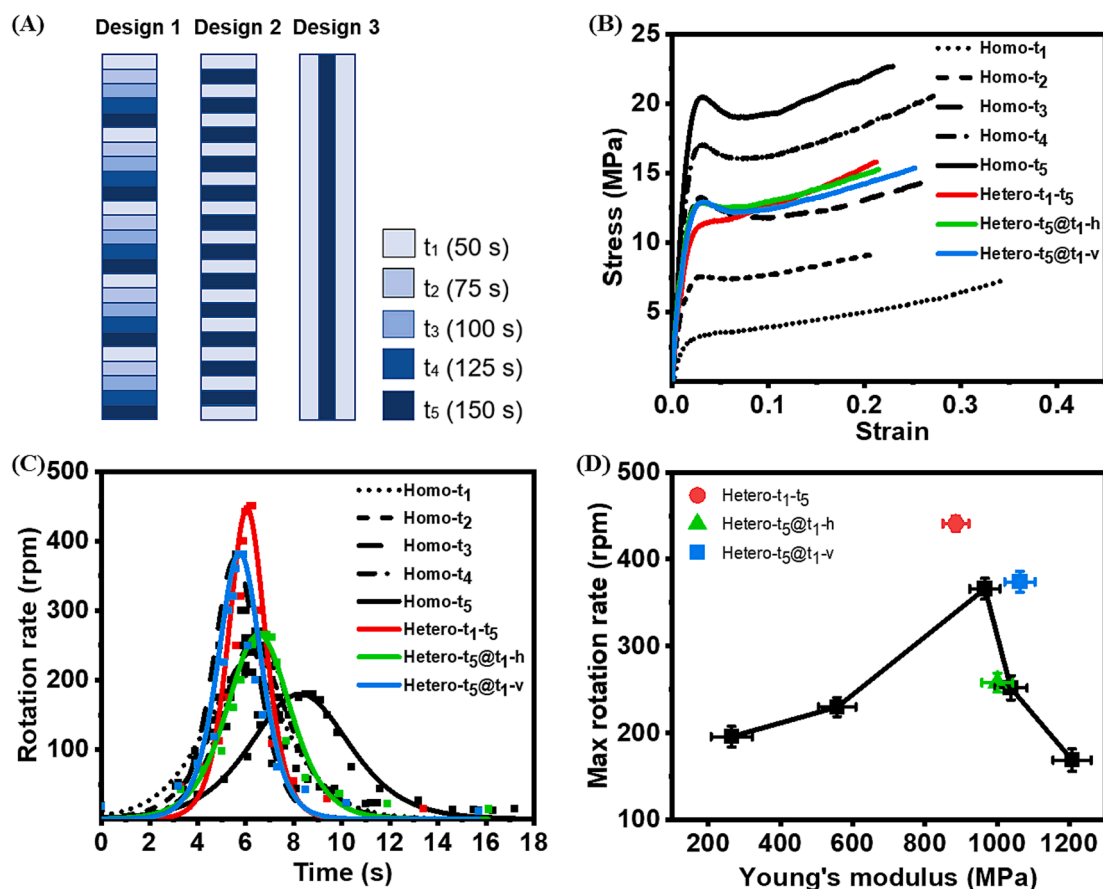 (A)
Design 1 Design 2 Design 3
t₁ (50 s)
t₂ (75 s)
t₃ (100 s)
t₄ (125 s)
t₅ (150 s)
(B)
Stress (MPa)
25
20
15
10
5
0.0 0.1 0.2 0.3 0.4
Strain
Homo-t₁
Homo-t₂
Homo-t₃
Homo-t₄
Homo-t₅
Hetero-t₁-t₅
Hetero-t₅@t₁-h
Hetero-t₅@t₁-v
(C)
Rotation rate (rpm)
500
400
300
200
100
0 2 4 6 8 10 12 14 16 18
Time (s)
Homo-t₁
Homo-t₂
Homo-t₃
Homo-t₄
Homo-t₅
Hetero-t₁-t₅
Hetero-t₅@t₁-h
Hetero-t₅@t₁-v
(D)
Max rotation rate (rpm)
500
400
300
200
100
0
200 400 600 800 1000 1200
Young's modulus (MPa)
Hetero-t₁-t₅
Hetero-t₅@t₁-h
Hetero-t₅@t₁-v